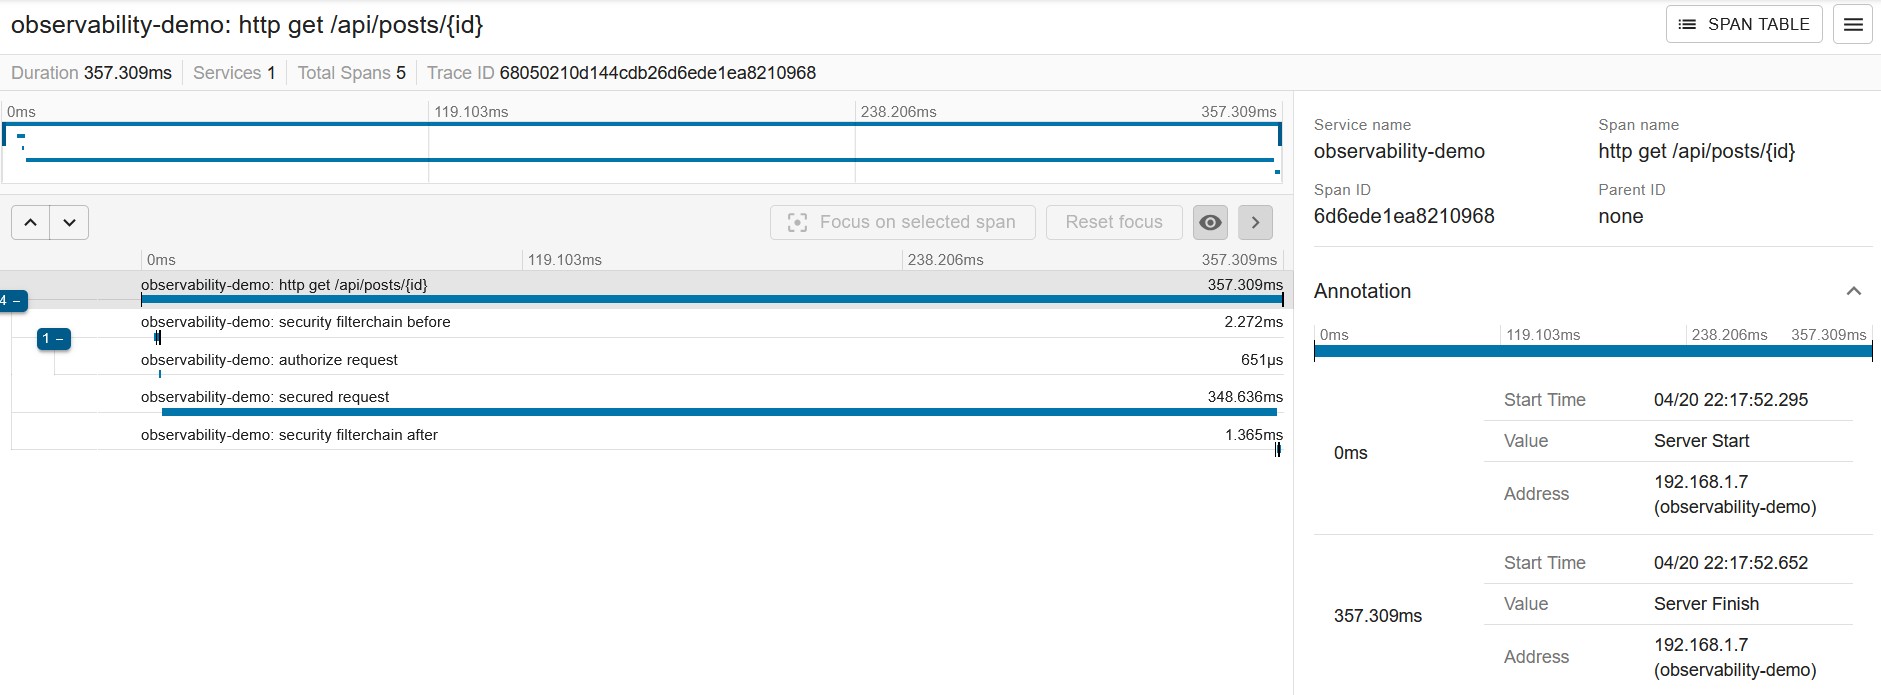 observability-demo: http get /api/posts/{id}
SPAN TABLE
Duration 357.309ms Services 1 Total Spans 5 Trace ID 68050210d144cdb26d6ede1ea8210968
0ms 119.103ms 238.206ms 357.309ms
Focus on selected span Reset focus
0ms 119.103ms 238.206ms 357.309ms
observability-demo: http get /api/posts/{id} 357.309ms
4 –
observability-demo: security filterchain before 2.272ms
1 –
observability-demo: authorize request 651µs
observability-demo: secured request 348.636ms
observability-demo: security filterchain after 1.365ms
Service name Span name
observability-demo http get /api/posts/{id}
Span ID Parent ID
6d6ede1ea8210968 none
Annotation
0ms 119.103ms 238.206ms 357.309ms
Start Time 04/20 22:17:52.295
Value Server Start
0ms
Address 192.168.1.7
(observability-demo)
Start Time 04/20 22:17:52.652
Value Server Finish
357.309ms
Address 192.168.1.7
(observability-demo)